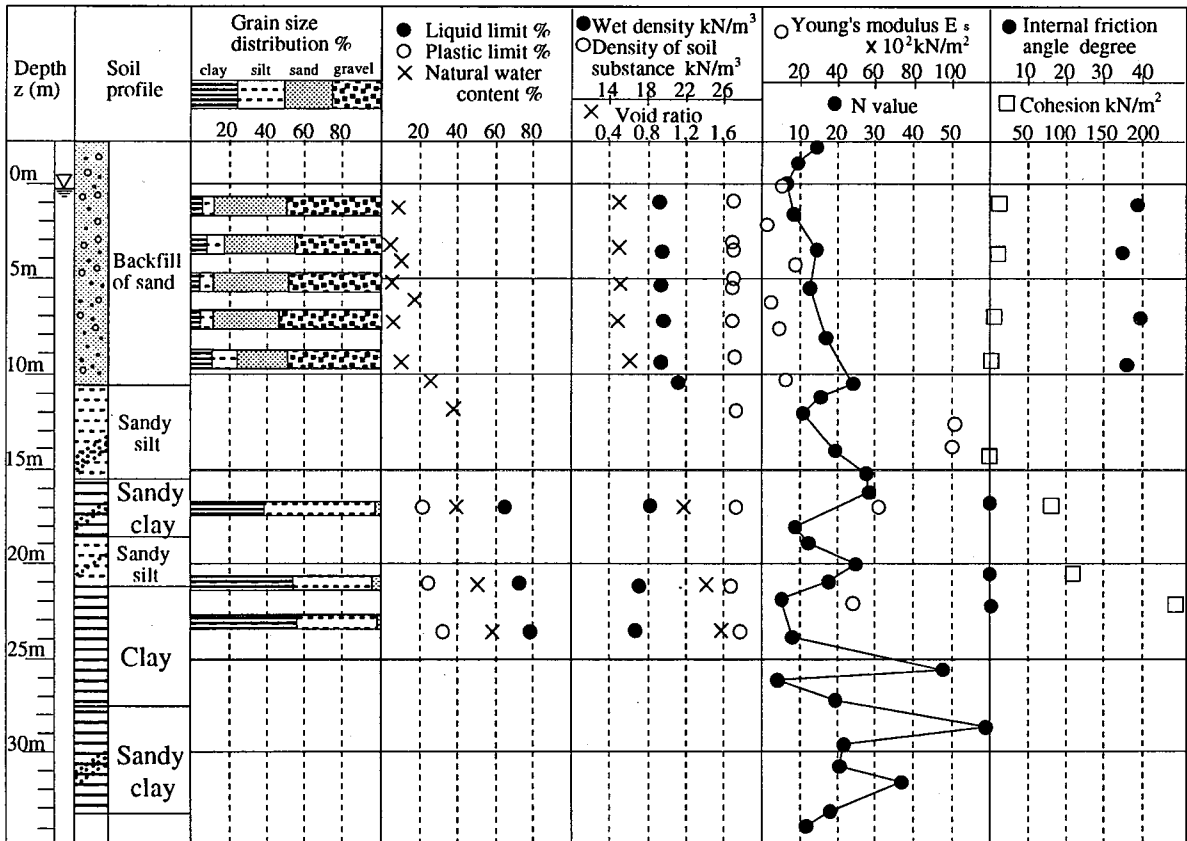 Depth
z (m)
Soil
profile
Grain size
distribution %
clay silt sand gravel
20 40 60 80
● Liquid limit %
○ Plastic limit %
× Natural water
content %
20 40 60 80
●Wet density kN/m³
○Density of soil
substance kN/m³
14 18 22 26
× Void ratio
0.4 0.8 1.2 1.6
○ Young's modulus E s
x 10²kN/m²
20 40 60 80 100
● N value
10 20 30 40 50
● Internal friction
angle degree
10 20 30 40
□ Cohesion kN/m²
50 100 150 200
0m
5m
10m
15m
20m
25m
30m
Backfill
of sand
Sandy
silt
Sandy
clay
Sandy
silt
Clay
Sandy
clay